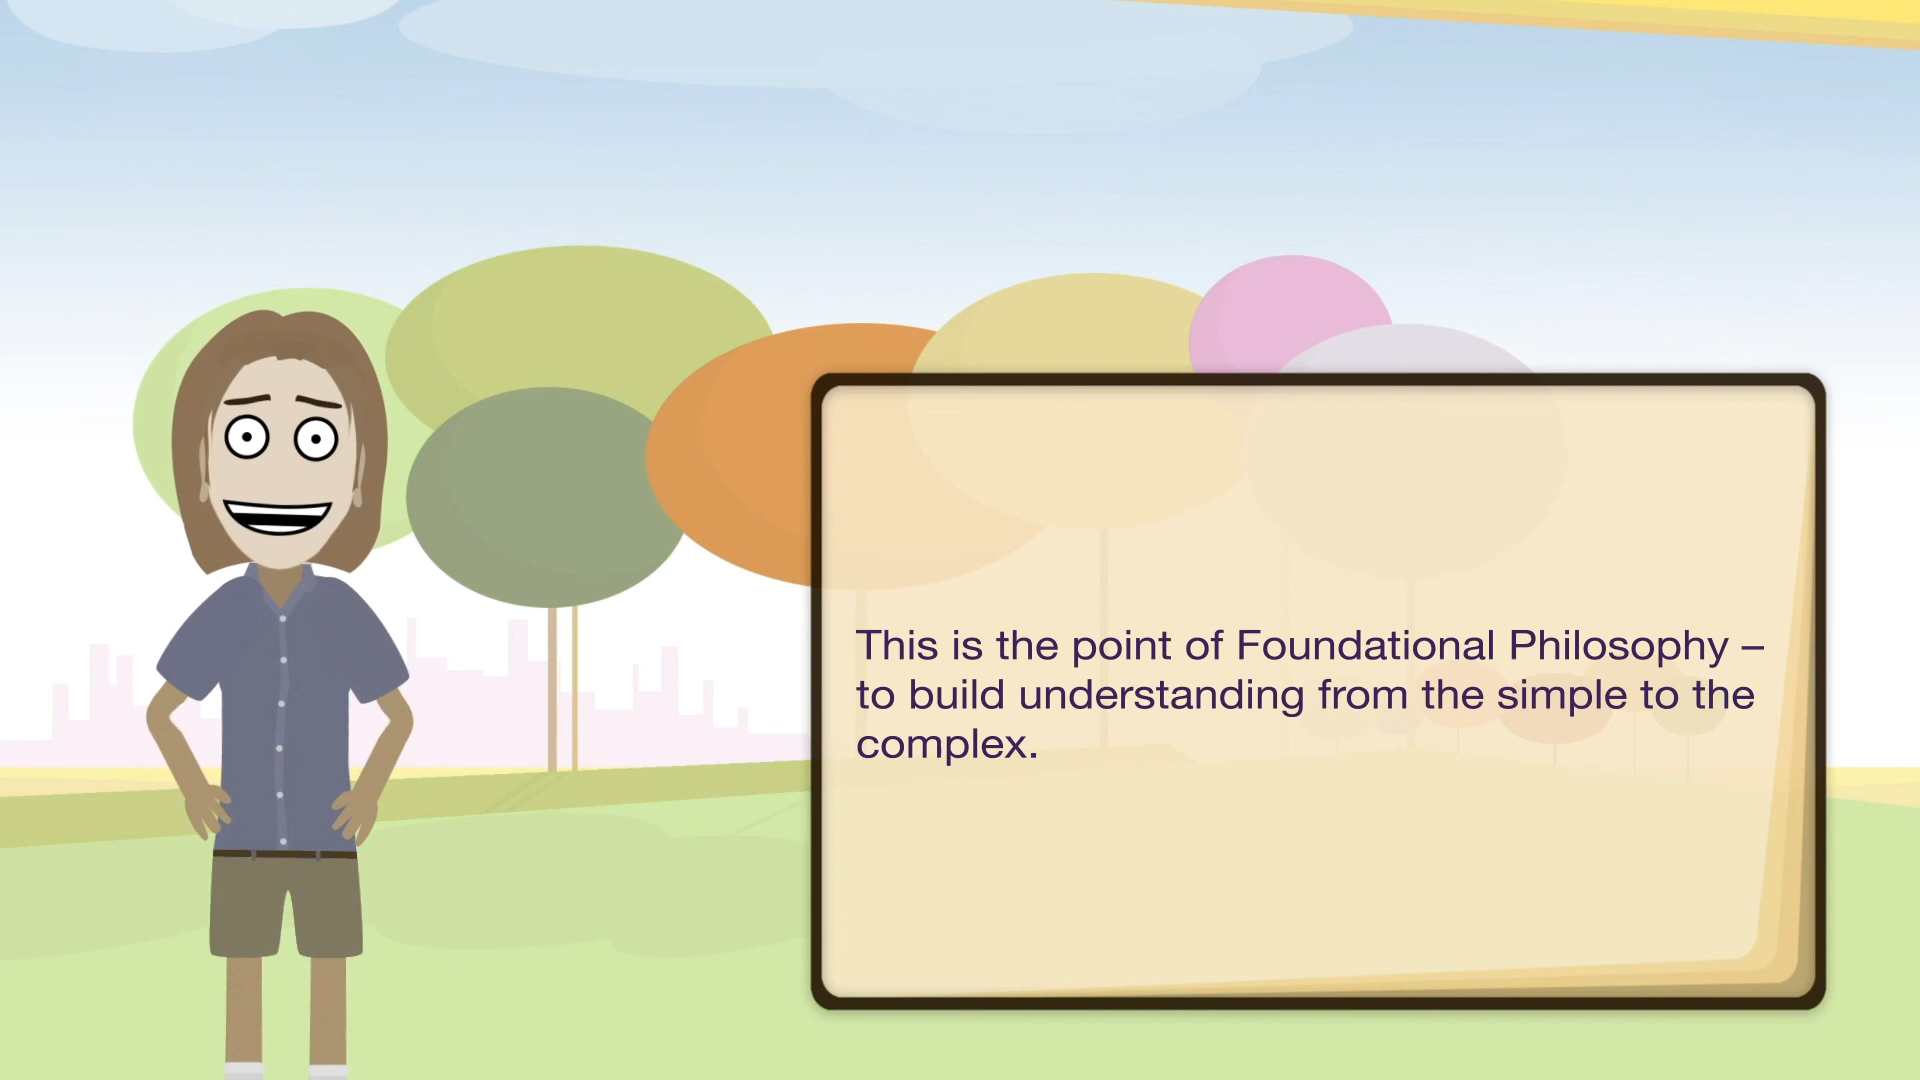 This is the point of Foundational Philosophy –
to build understanding from the simple to the
complex.